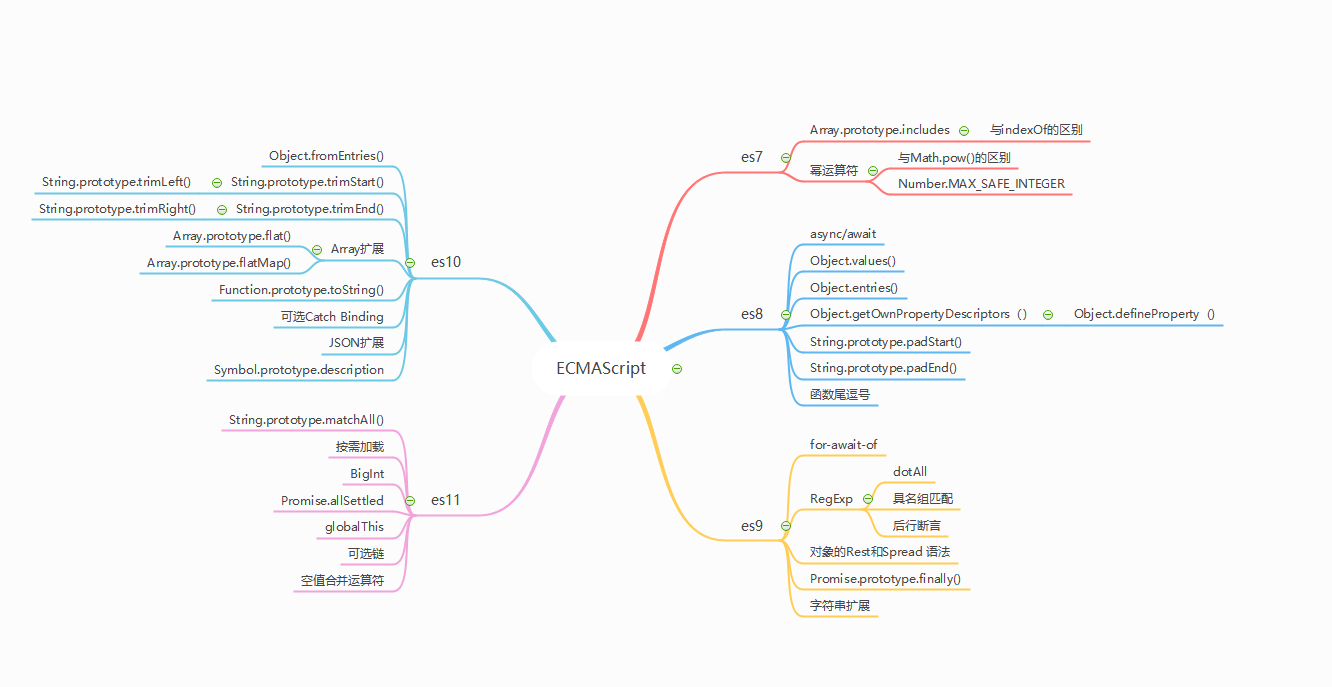 ECMAScript
es7
Array.prototype.includes
与indexOf的区别
幂运算符
与Math.pow()的区别
Number.MAX_SAFE_INTEGER
es8
async/await
Object.values()
Object.entries()
Object.getOwnPropertyDescriptors（）
Object.defineProperty （）
String.prototype.padStart()
String.prototype.padEnd()
函数尾逗号
es9
for-await-of
RegExp
dotAll
具名组匹配
后行断言
对象的Rest和Spread 语法
Promise.prototype.finally()
字符串扩展
es10
Object.fromEntries()
String.prototype.trimStart()
String.prototype.trimLeft()
String.prototype.trimEnd()
String.prototype.trimRight()
Array扩展
Array.prototype.flat()
Array.prototype.flatMap()
Function.prototype.toString()
可选Catch Binding
JSON扩展
Symbol.prototype.description
es11
String.prototype.matchAll()
按需加载
BigInt
Promise.allSettled
globalThis
可选链
空值合并运算符